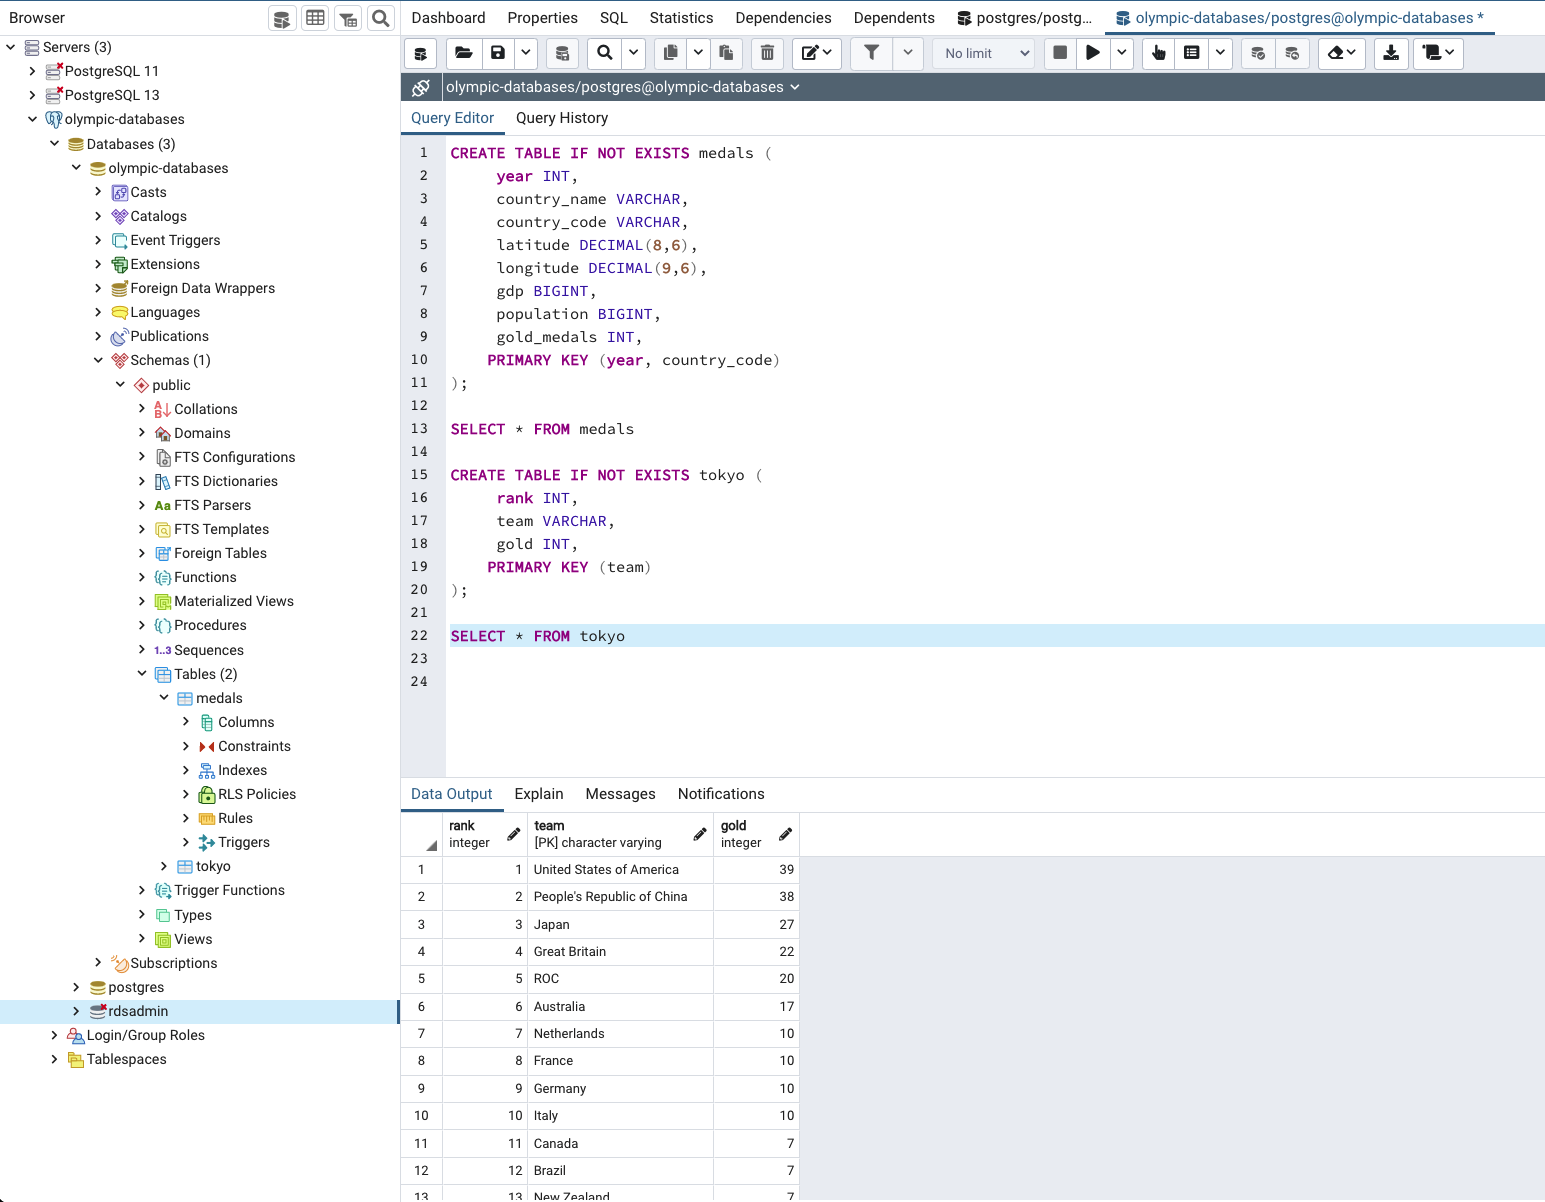 Browser
Servers (3)
PostgreSQL 11
PostgreSQL 13
olympic-databases
Databases (3)
olympic-databases
Casts
Catalogs
Event Triggers
Extensions
Foreign Data Wrappers
Languages
Publications
Schemas (1)
public
Collations
Domains
FTS Configurations
FTS Dictionaries
Aa FTS Parsers
FTS Templates
Foreign Tables
Functions
Materialized Views
Procedures
1..3 Sequences
Tables (2)
medals
Columns
Constraints
Indexes
RLS Policies
Rules
Triggers
tokyo
Trigger Functions
Types
Views
Subscriptions
postgres
rdsadmin
Login/Group Roles
Tablespaces
Dashboard Properties SQL Statistics Dependencies Dependents postgres/postg... olympic-databases/postgres@olympic-databases *
No limit
olympic-databases/postgres@olympic-databases
Query Editor Query History
1 CREATE TABLE IF NOT EXISTS medals (
2 year INT,
3 country_name VARCHAR,
4 country_code VARCHAR,
5 latitude DECIMAL(8,6),
6 longitude DECIMAL(9,6),
7 gdp BIGINT,
8 population BIGINT,
9 gold_medals INT,
10 PRIMARY KEY (year, country_code)
11 );
12
13 SELECT * FROM medals
14
15 CREATE TABLE IF NOT EXISTS tokyo (
16 rank INT,
17 team VARCHAR,
18 gold INT,
19 PRIMARY KEY (team)
20 );
21
22 SELECT * FROM tokyo
23
24
Data Output Explain Messages Notifications
rank team gold
integer [PK] character varying integer
1 1 United States of America 39
2 2 People's Republic of China 38
3 3 Japan 27
4 4 Great Britain 22
5 5 ROC 20
6 6 Australia 17
7 7 Netherlands 10
8 8 France 10
9 9 Germany 10
10 10 Italy 10
11 11 Canada 7
12 12 Brazil 7
13 13 New Zealand 7